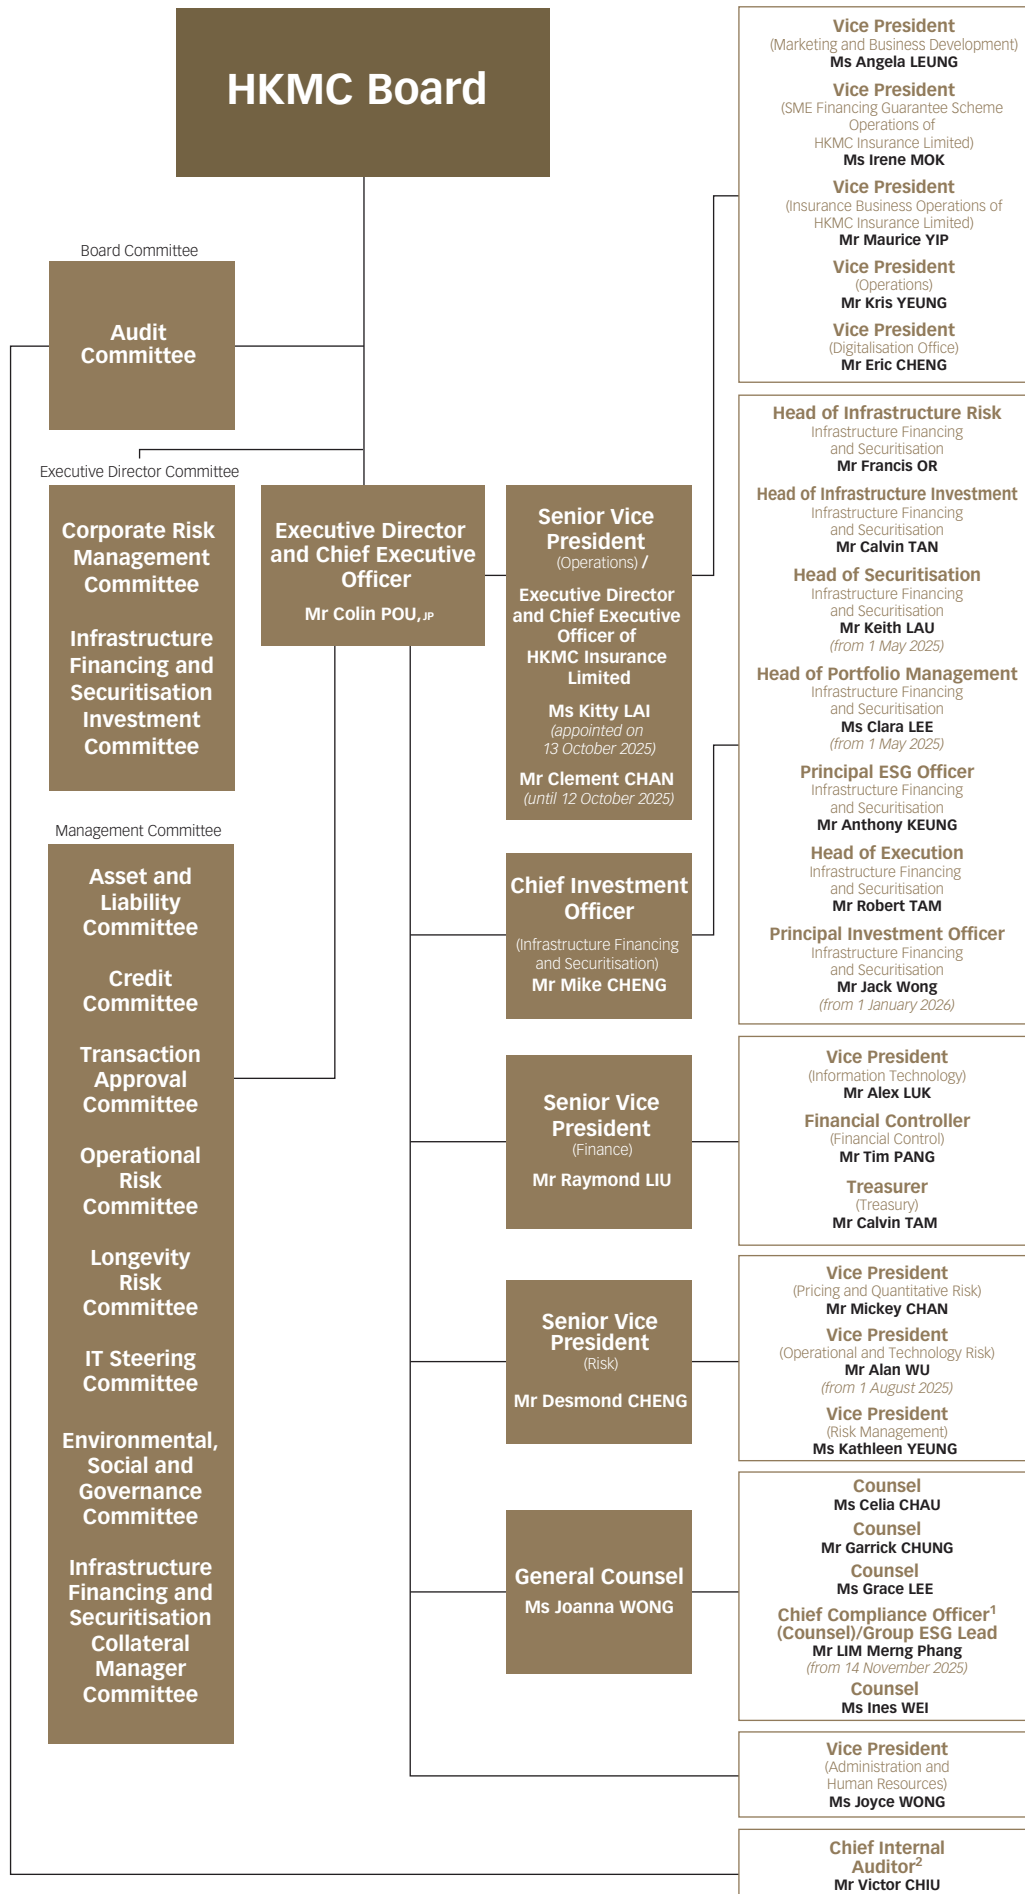 HKMC Board
Board Committee
Audit
Committee
Executive Director Committee
Corporate Risk
Management
Committee
Infrastructure
Financing and
Securitisation
Investment
Committee
Management Committee
Asset and
Liability
Committee
Credit
Committee
Transaction
Approval
Committee
Operational
Risk
Committee
Longevity
Risk
Committee
IT Steering
Committee
Environmental,
Social and
Governance
Committee
Infrastructure
Financing and
Securitisation
Collateral
Manager
Committee
Executive Director
and Chief Executive
Officer
Mr Colin POU, JP
Senior Vice
President
(Operations) /
Executive Director
and Chief Executive
Officer of
HKMC Insurance
Limited
Ms Kitty LAI
(appointed on
13 October 2025)
Mr Clement CHAN
(until 12 October 2025)
Chief Investment
Officer
(Infrastructure Financing
and Securitisation)
Mr Mike CHENG
Senior Vice
President
(Finance)
Mr Raymond LIU
Senior Vice
President
(Risk)
Mr Desmond CHENG
General Counsel
Ms Joanna WONG
Vice President
(Marketing and Business Development)
Ms Angela LEUNG
Vice President
(SME Financing Guarantee Scheme
Operations of
HKMC Insurance Limited)
Ms Irene MOK
Vice President
(Insurance Business Operations of
HKMC Insurance Limited)
Mr Maurice YIP
Vice President
(Operations)
Mr Kris YEUNG
Vice President
(Digitalisation Office)
Mr Eric CHENG
Head of Infrastructure Risk
Infrastructure Financing
and Securitisation
Mr Francis OR
Head of Infrastructure Investment
Infrastructure Financing
and Securitisation
Mr Calvin TAN
Head of Securitisation
Infrastructure Financing
and Securitisation
Mr Keith LAU
(from 1 May 2025)
Head of Portfolio Management
Infrastructure Financing
and Securitisation
Ms Clara LEE
(from 1 May 2025)
Principal ESG Officer
Infrastructure Financing
and Securitisation
Mr Anthony KEUNG
Head of Execution
Infrastructure Financing
and Securitisation
Mr Robert TAM
Principal Investment Officer
Infrastructure Financing
and Securitisation
Mr Jack Wong
(from 1 January 2026)
Vice President
(Information Technology)
Mr Alex LUK
Financial Controller
(Financial Control)
Mr Tim PANG
Treasurer
(Treasury)
Mr Calvin TAM
Vice President
(Pricing and Quantitative Risk)
Mr Mickey CHAN
Vice President
(Operational and Technology Risk)
Mr Alan WU
(from 1 August 2025)
Vice President
(Risk Management)
Ms Kathleen YEUNG
Counsel
Ms Celia CHAU
Counsel
Mr Garrick CHUNG
Counsel
Ms Grace LEE
Chief Compliance Officer1
(Counsel)/Group ESG Lead
Mr LIM Merng Phang
(from 14 November 2025)
Counsel
Ms Ines WEI
Vice President
(Administration and
Human Resources)
Ms Joyce WONG
Chief Internal
Auditor2
Mr Victor CHIU